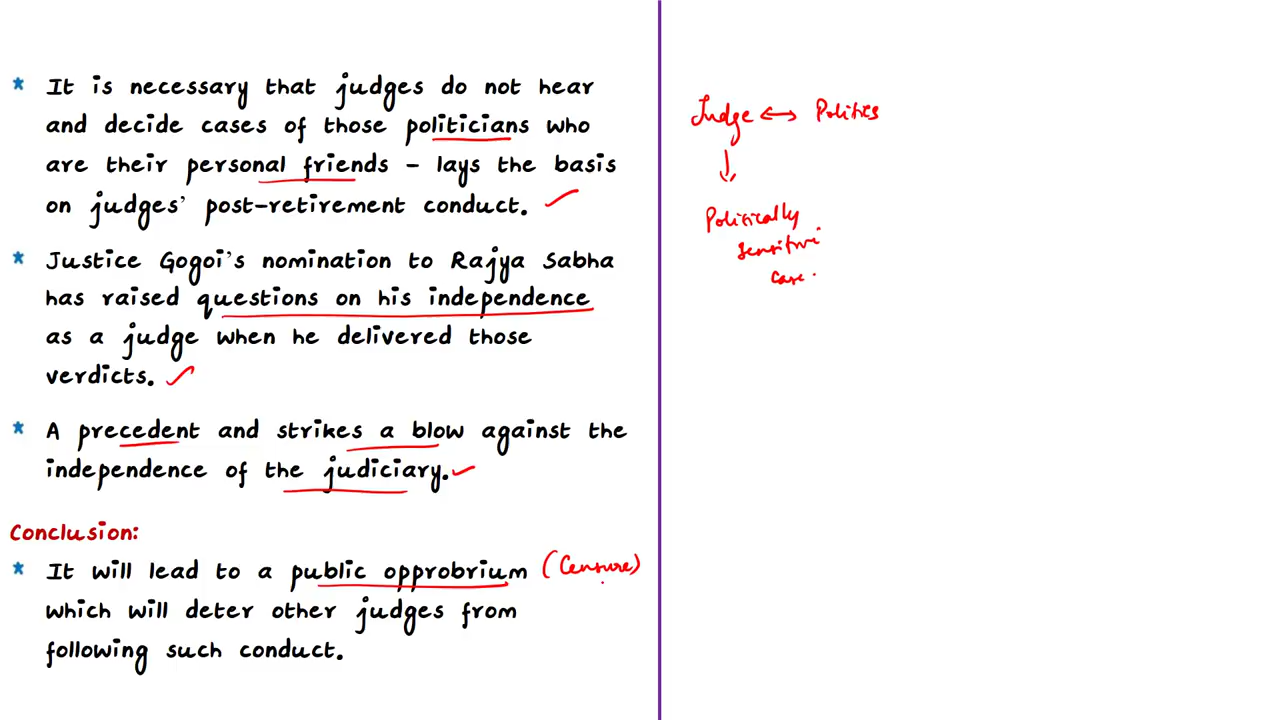 * It is necessary that judges do not hear
and decide cases of those politicians who
are their personal friends - lays the basis
on judges' post-retirement conduct.
* Justice Gogoi's nomination to Rajya Sabha
has raised questions on his independence
as a judge when he delivered those
verdicts.
* A precedent and strikes a blow against the
independence of the judiciary.
Conclusion:
* It will lead to a public opprobrium (Censure)
which will deter other judges from
following such conduct.
Judge ↔ Politics
↓
Politically
sensitive
case.